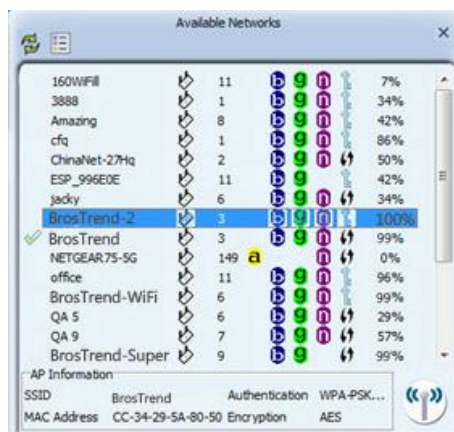 Available Networks
160WiFill 11 b g n 7%
3888 1 b g n 34%
Amazing 8 b g n 42%
cfq 1 b g n 86%
ChinaNet-27Hq 2 b g n 50%
ESP_996E0E 11 b g 42%
jacky 6 b g n 34%
BrosTrend-2 3 b g n 100%
BrosTrend 3 b g n 99%
NETGEAR75-5G 149 a n 0%
office 11 b g n 96%
BrosTrend-WiFi 6 b g n 99%
QA 5 6 b g n 29%
QA 9 7 b g n 57%
BrosTrend-Super 9 b g 99%
AP Information
SSID BrosTrend Authentication WPA-PSK...
MAC Address CC-34-29-5A-80-50 Encryption AES